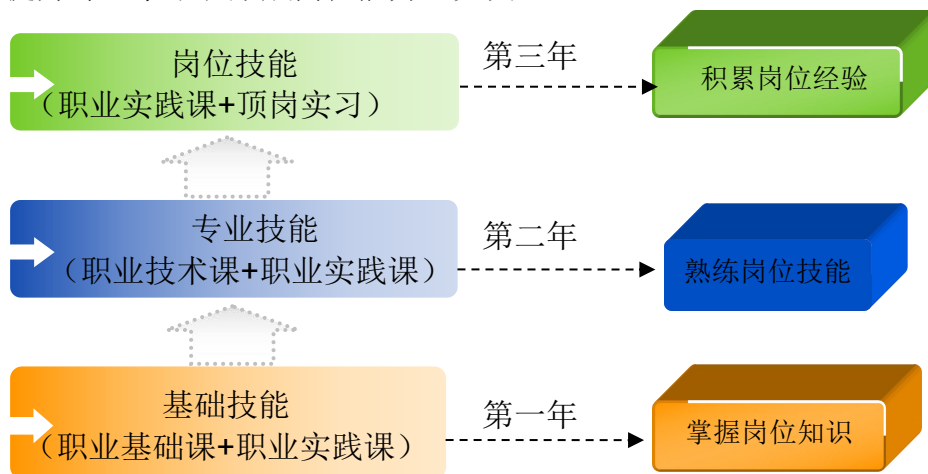 岗位技能
（职业实践课+顶岗实习）
第三年
积累岗位经验
专业技能
（职业技术课+职业实践课）
第二年
熟练岗位技能
基础技能
（职业基础课+职业实践课）
第一年
掌握岗位知识